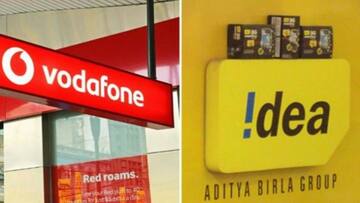 vodafone
Red roams.
!dea
ADITYA BIRLA GROUP